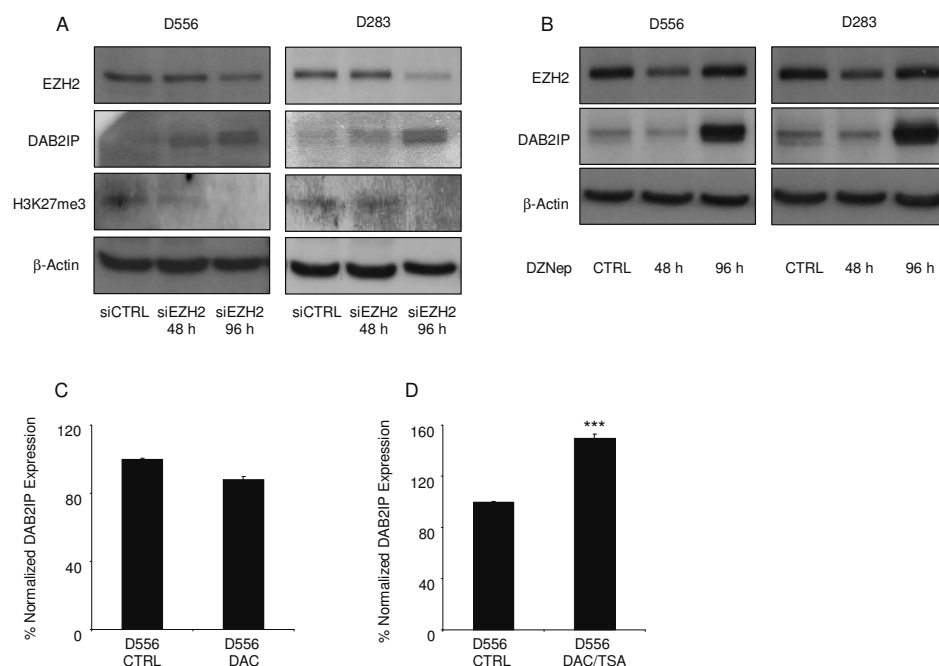 A
D556
D283
EZH2
DAB2IP
H3K27me3
β-Actin
siCTRL siEZH2 siEZH2
48 h 96 h
siCTRL siEZH2 siEZH2
48 h 96 h
B
D556
D283
EZH2
DAB2IP
β-Actin
DZNep CTRL 48 h 96 h CTRL 48 h 96 h
C
% Normalized DAB2IP Expression
120
80
40
0
D556 D556
CTRL DAC
D
% Normalized DAB2IP Expression
160
120
80
40
0
***
D556 D556
CTRL DAC/TSA